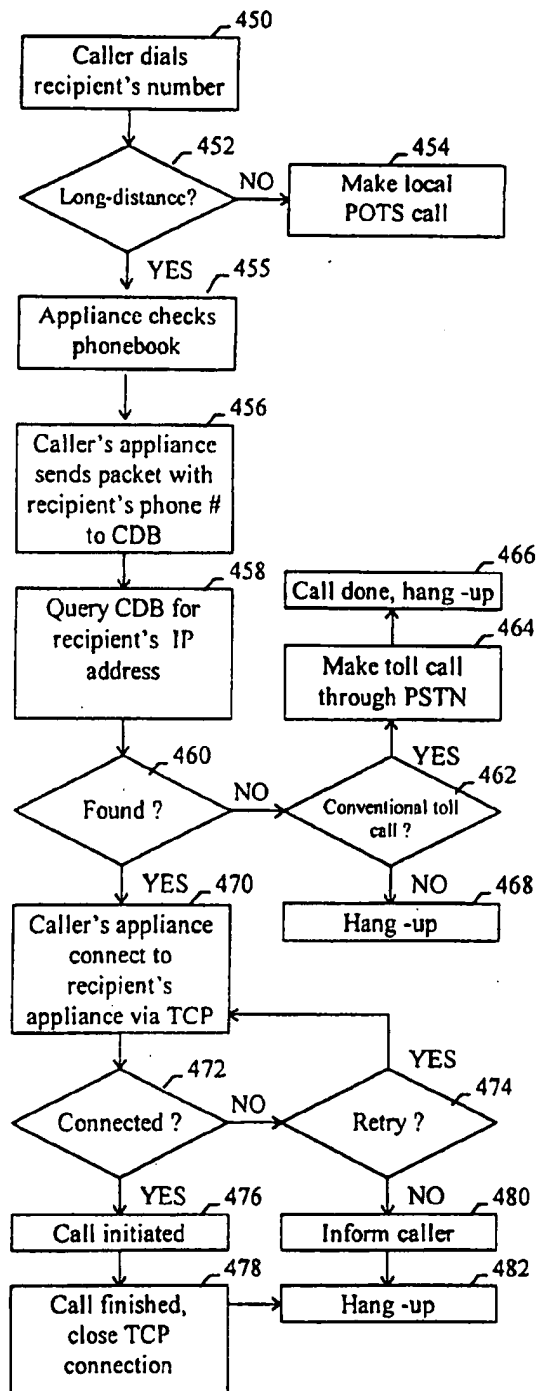 450
Caller dials
recipient's number
452
Long-distance?
NO
454
Make local
POTS call
YES
455
Appliance checks
phonebook
456
Caller's appliance
sends packet with
recipient's phone #
to CDB
458
Query CDB for
recipient's IP
address
466
Call done, hang -up
464
Make toll call
through PSTN
YES
460
Found ?
NO
462
Conventional toll
call ?
YES
470
Caller's appliance
connect to
recipient's
appliance via TCP
NO
468
Hang -up
472
Connected ?
NO
YES
474
Retry ?
YES
476
Call initiated
NO
480
Inform caller
478
Call finished,
close TCP
connection
482
Hang -up